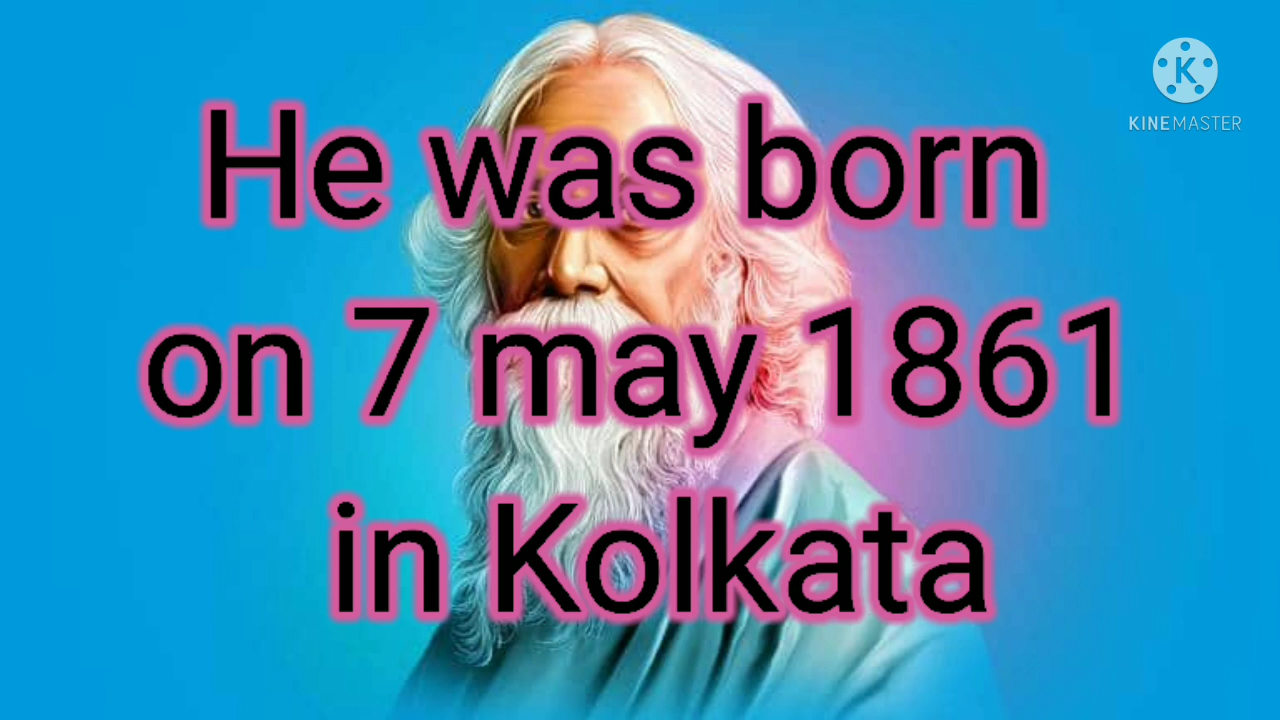 He was born
on 7 may 1861
in Kolkata
K
KINEMASTER